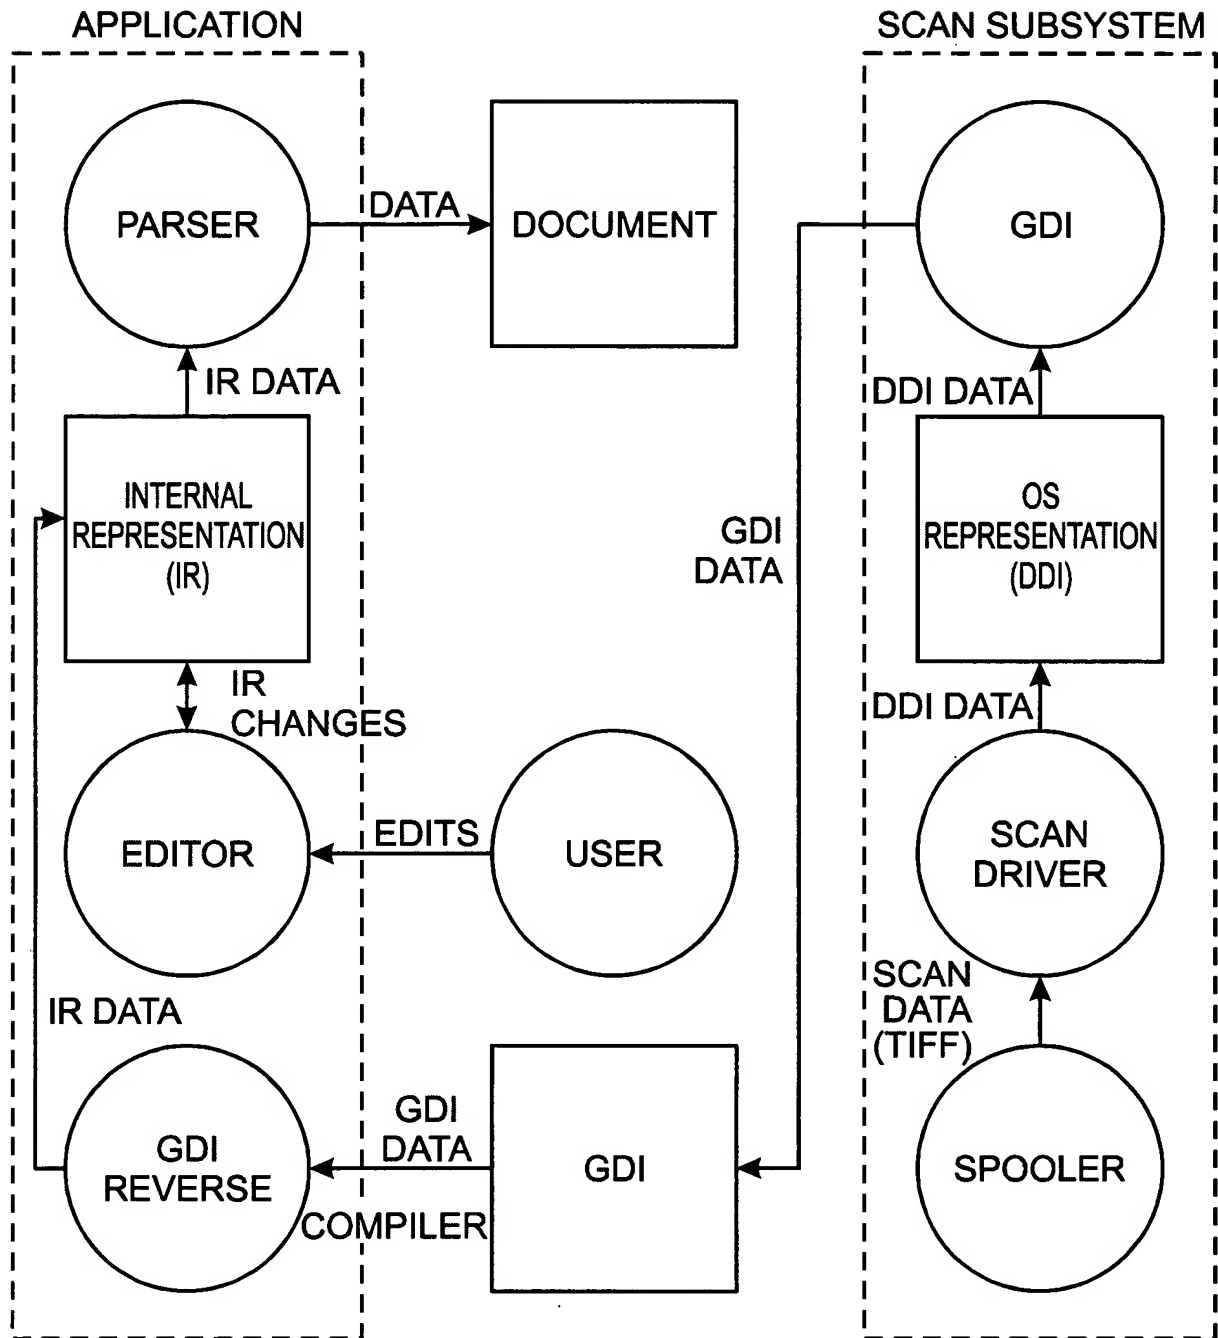 APPLICATION
SCAN SUBSYSTEM
PARSER
DATA
DOCUMENT
GDI
IR DATA
DDI DATA
INTERNAL
REPRESENTATION
(IR)
GDI
DATA
OS
REPRESENTATION
(DDI)
IR
CHANGES
DDI DATA
EDITOR
EDITS
USER
SCAN
DRIVER
IR DATA
SCAN
DATA
(TIFF)
GDI
REVERSE
GDI
DATA
COMPILER
GDI
SPOOLER